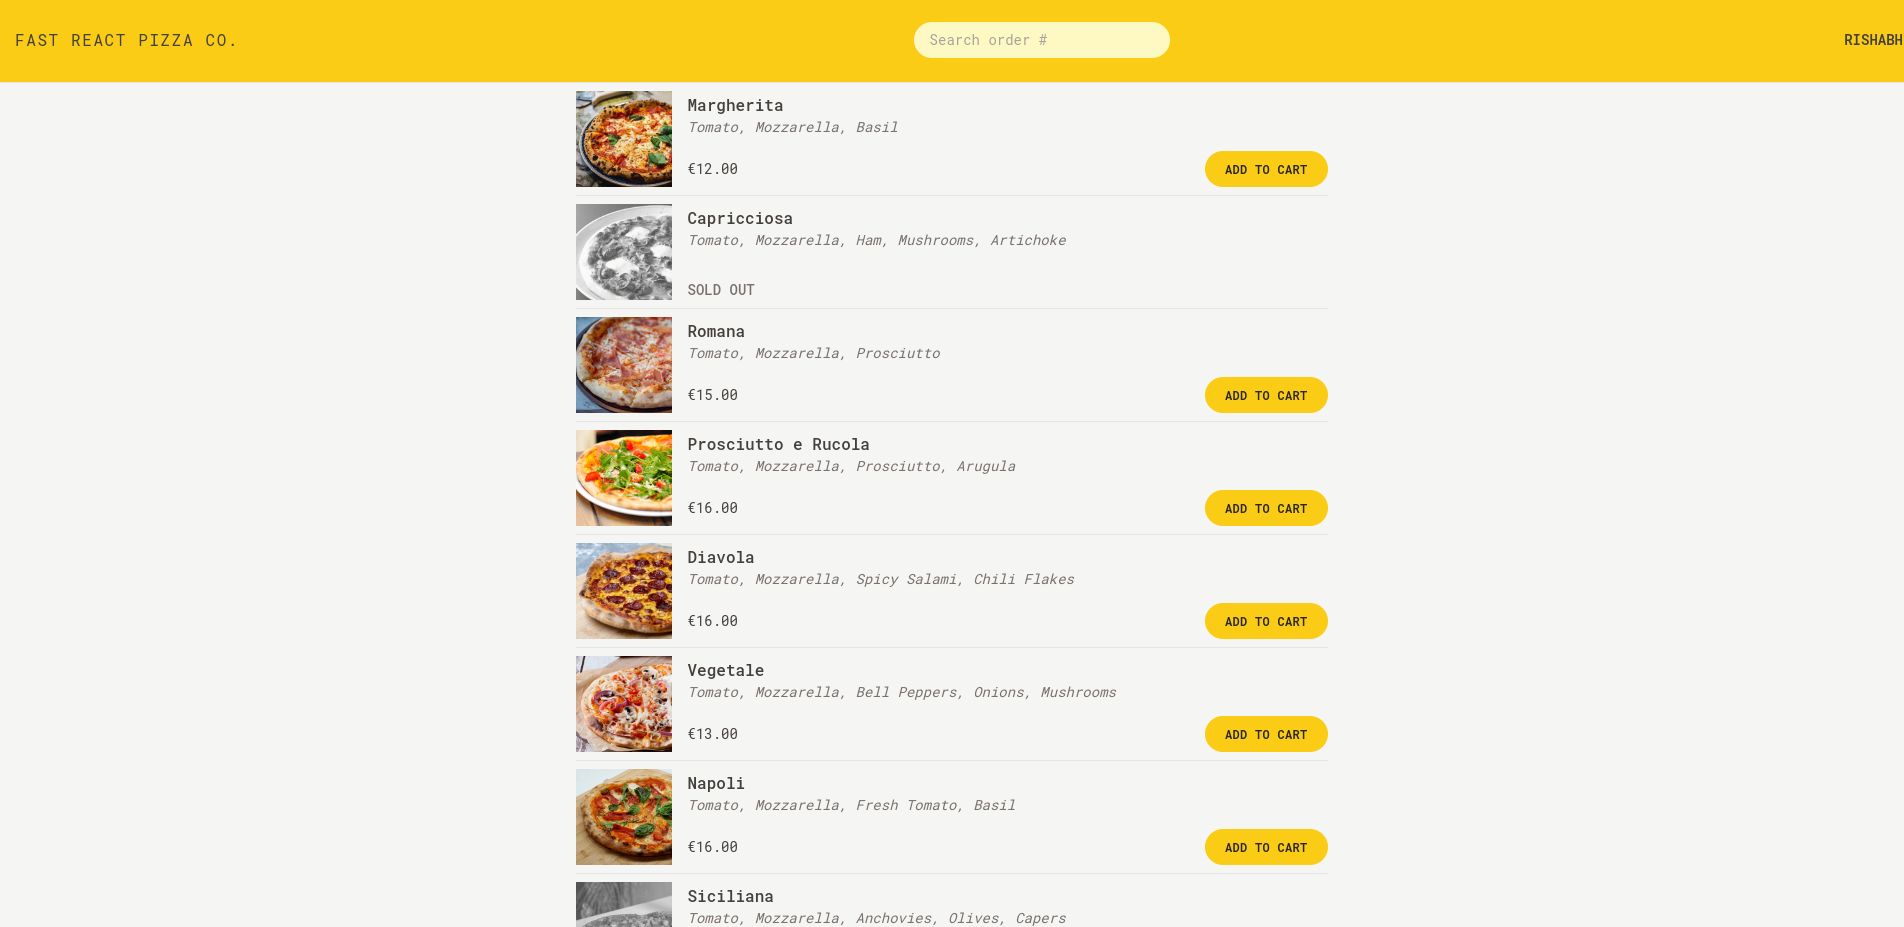 FAST REACT PIZZA CO.
Search order #
RISHABH
Margherita
Tomato, Mozzarella, Basil
€12.00
ADD TO CART
Capricciosa
Tomato, Mozzarella, Ham, Mushrooms, Artichoke
SOLD OUT
Romana
Tomato, Mozzarella, Prosciutto
€15.00
ADD TO CART
Prosciutto e Rucola
Tomato, Mozzarella, Prosciutto, Arugula
€16.00
ADD TO CART
Diavola
Tomato, Mozzarella, Spicy Salami, Chili Flakes
€16.00
ADD TO CART
Vegetale
Tomato, Mozzarella, Bell Peppers, Onions, Mushrooms
€13.00
ADD TO CART
Napoli
Tomato, Mozzarella, Fresh Tomato, Basil
€16.00
ADD TO CART
Siciliana
Tomato, Mozzarella, Anchovies, Olives, Capers